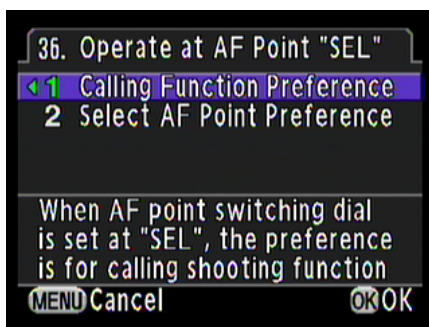 36. Operate at AF Point "SEL"
1 Calling Function Preference
2 Select AF Point Preference
When AF point switching dial
is set at "SEL", the preference
is for calling shooting function
MENU Cancel OK OK